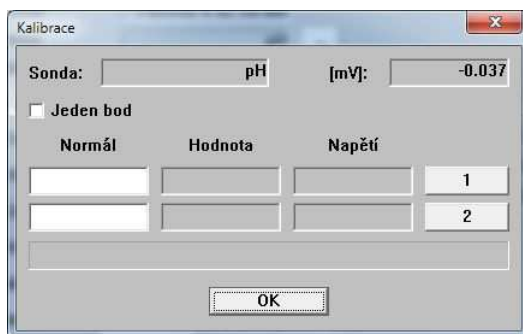 Kalibrace
Sonda: pH [mV]: -0.037
Jeden bod
Normál Hodnota Napětí
1
2
OK